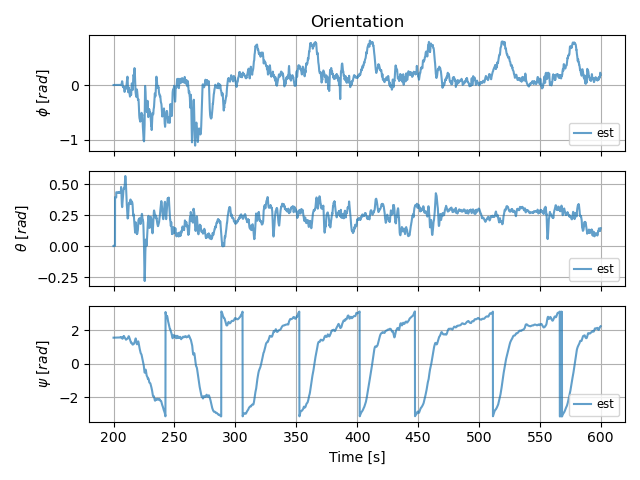 Orientation
0
−1
ϕ [rad]
est
0.50
0.25
0.00
−0.25
θ [rad]
est
2
0
−2
ψ [rad]
est
200 250 300 350 400 450 500 550 600
Time [s]